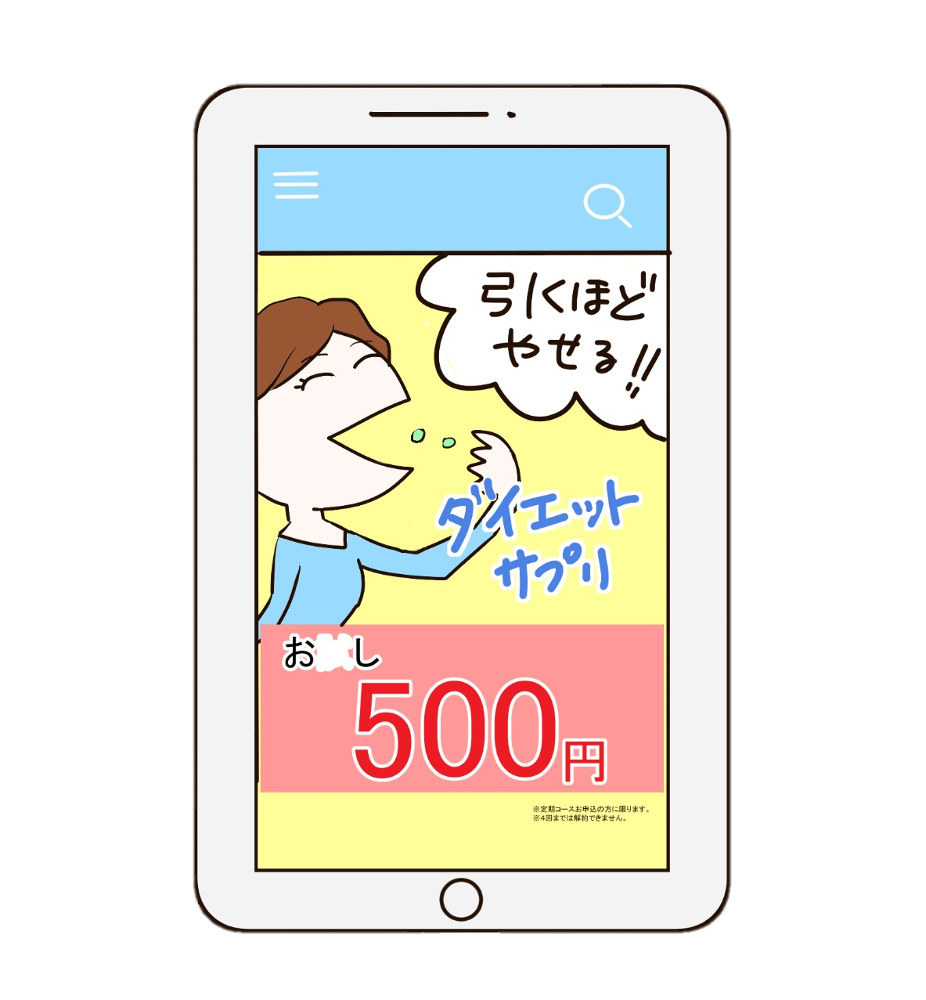 引くほど
やせる!!
ダイエット
サプリ
お し
500円
※定期コースお申込の方に限ります。
※4回までは解約できません。